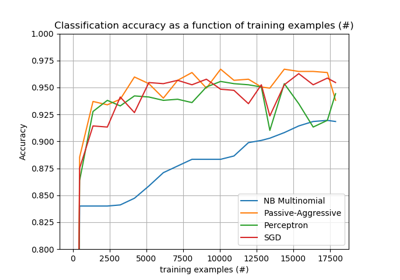 Classification accuracy as a function of training examples (#)
1.000
0.975
0.950
0.925
0.900
0.875
0.850
0.825
0.800
Accuracy
NB Multinomial
Passive-Aggressive
Perceptron
SGD
0 2500 5000 7500 10000 12500 15000 17500
training examples (#)